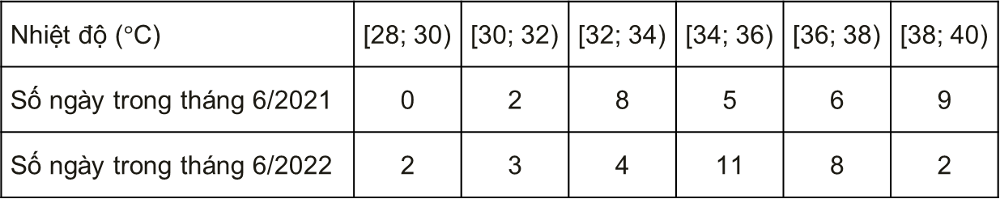 Nhiệt độ (°C) [28; 30) [30; 32) [32; 34) [34; 36) [36; 38) [38; 40)
Số ngày trong tháng 6/2021 0 2 8 5 6 9
Số ngày trong tháng 6/2022 2 3 4 11 8 2